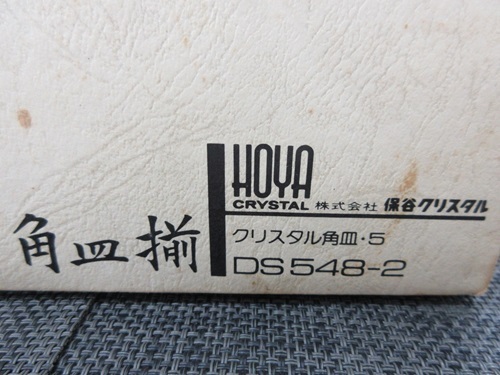 角皿揃
HOYA
CRYSTAL 株式会社 保谷クリスタル
クリスタル角皿·5
DS548-2